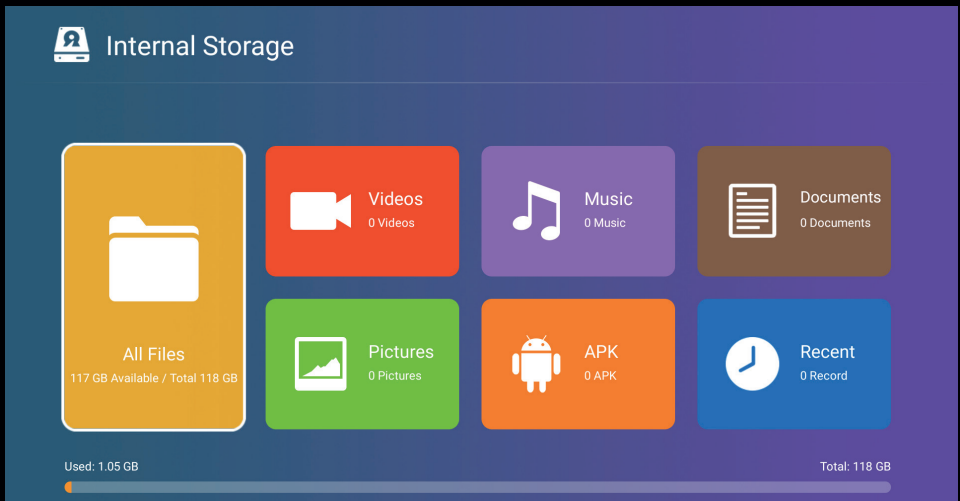 Internal Storage
All Files
117 GB Available / Total 118 GB
Videos
0 Videos
Music
0 Music
Documents
0 Documents
Pictures
0 Pictures
APK
0 APK
Recent
0 Record
Used: 1.05 GB
Total: 118 GB